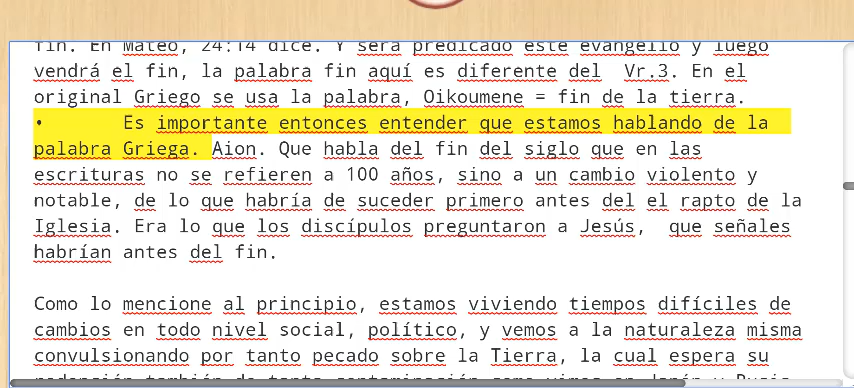 fin. En Mateo, 24:14 dice. Y será predicado este evangelio y luego
vendrá el fin, la palabra fin aquí es diferente del  Vr.3. En el
original Griego se usa la palabra, Oikoumene = fin de la tierra.
•	Es importante entonces entender que estamos hablando de la
palabra Griega. Aion. Que habla del fin del siglo que en las
escrituras no se refieren a 100 años, sino a un cambio violento y
notable, de lo que habría de suceder primero antes del el rapto de la
Iglesia. Era lo que los discípulos preguntaron a Jesús,  que señales
habrían antes del fin.

Como lo mencione al principio, estamos viviendo tiempos difíciles de
cambios en todo nivel social, político, y vemos a la naturaleza misma
convulsionando por tanto pecado sobre la Tierra, la cual espera su